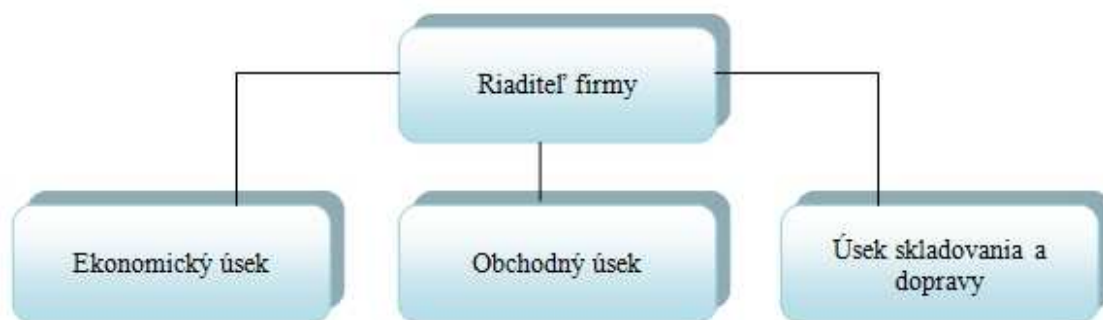 Riaditeľ firmy
Ekonomický úsek
Obchodný úsek
Úsek skladovania a
dopravy